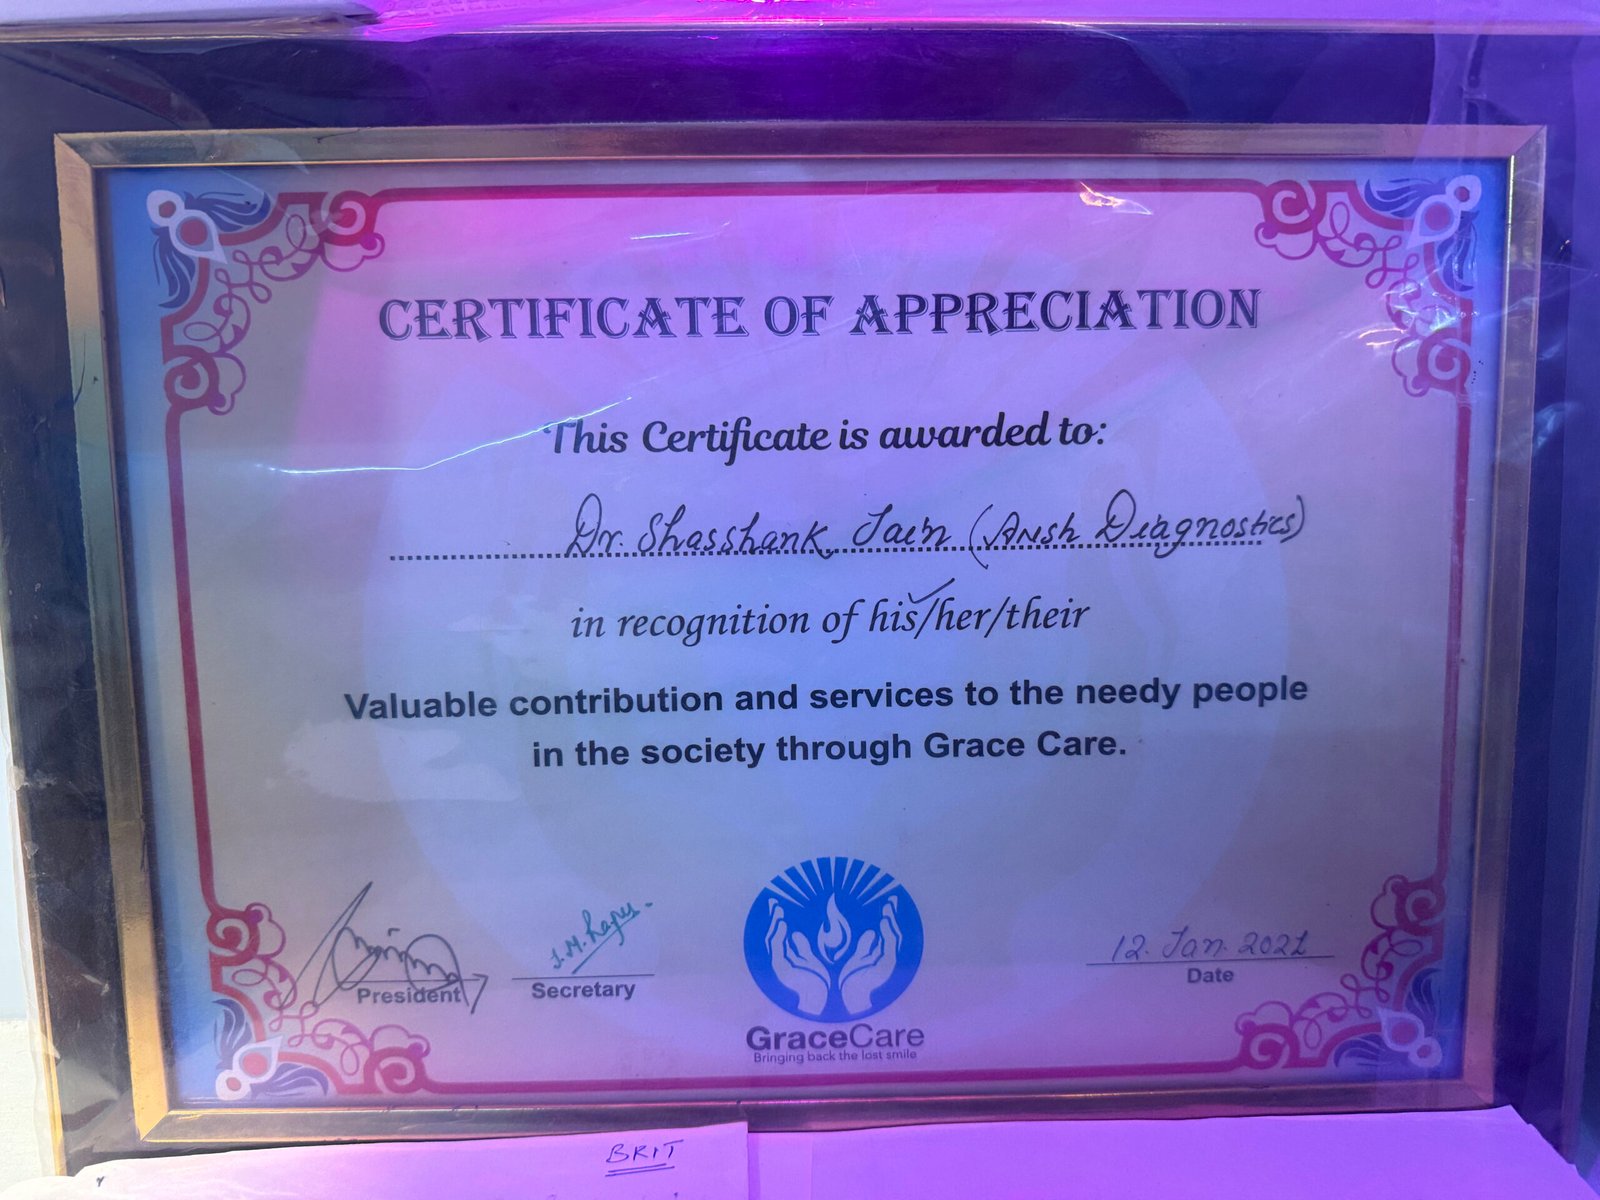 CERTIFICATE OF APPRECIATION
This Certificate is awarded to:
Dr. Shasshank Jain (Ansh Diagnostics)
in recognition of his/her/their
Valuable contribution and services to the needy people
in the society through Grace Care.
President
Secretary
GraceCare
Bringing back the lost smile
12. Jan. 2021
Date
BRIT